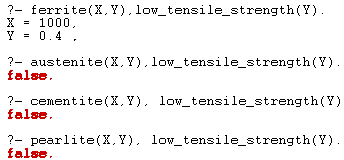 ?- ferrite(X,Y),low_tensile_strength(Y).
X = 1000,
Y = 0.4 ,
?- austenite(X,Y),low_tensile_strength(Y).
false.
?- cementite(X,Y), low_tensile_strength(Y)
false.
?- pearlite(X,Y), low_tensile_strength(Y).
false.